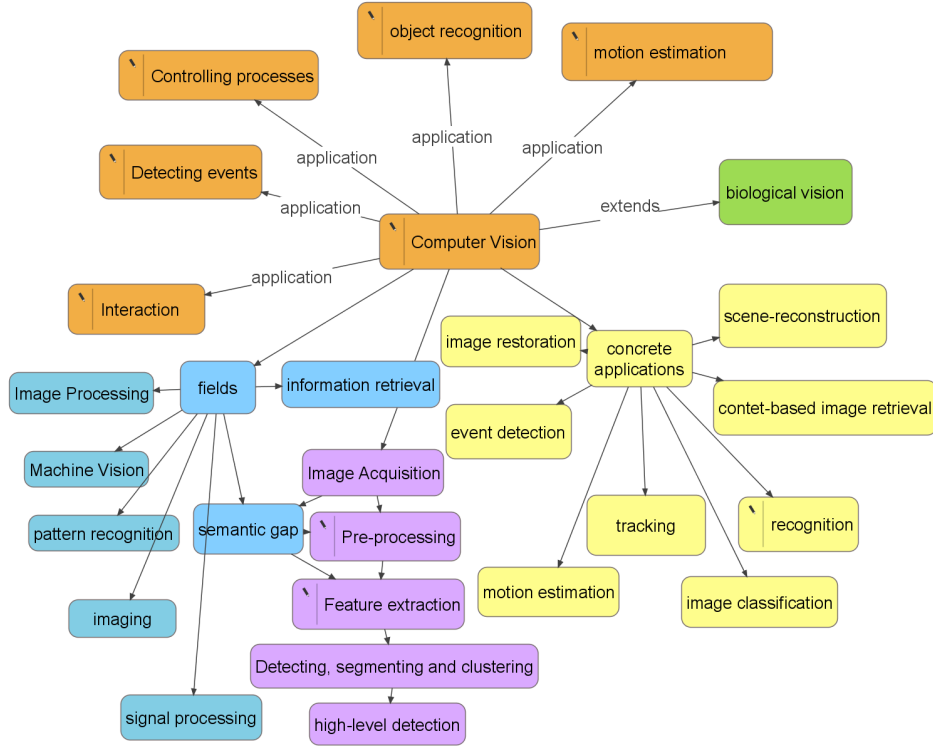 object recognition
motion estimation
Controlling processes
application
application
application
Detecting events
biological vision
extends
application
Computer Vision
application
Interaction
scene-reconstruction
image restoration
concrete
applications
fields
information retrieval
Image Processing
contet-based image retrieval
event detection
Machine Vision
Image Acquisition
pattern recognition
semantic gap
Pre-processing
tracking
recognition
motion estimation
image classification
imaging
Feature extraction
Detecting, segmenting and clustering
signal processing
high-level detection